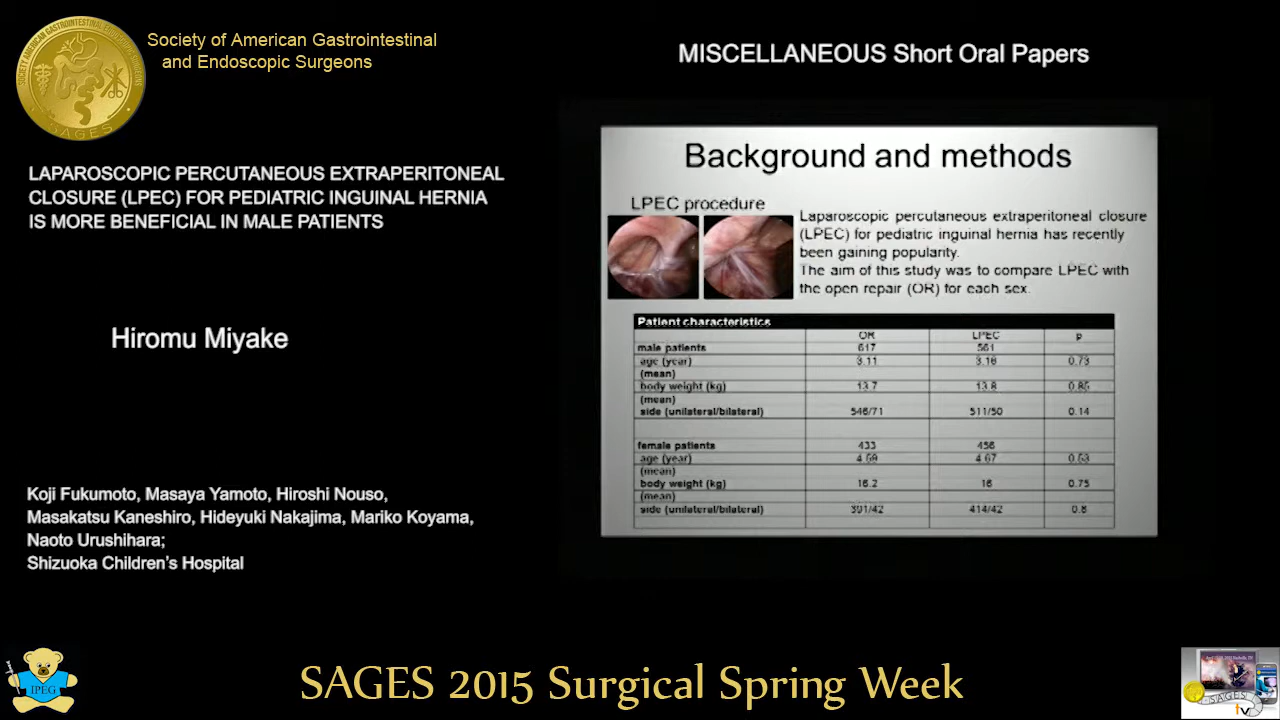 Society of American Gastrointestinal
and Endoscopic Surgeons
SAGES
MISCELLANEOUS Short Oral Papers
LAPAROSCOPIC PERCUTANEOUS EXTRAPERITONEAL
CLOSURE (LPEC) FOR PEDIATRIC INGUINAL HERNIA
IS MORE BENEFICIAL IN MALE PATIENTS
Hiromu Miyake
Koji Fukumoto, Masaya Yamoto, Hiroshi Nouso,
Masakatsu Kaneshiro, Hideyuki Nakajima, Mariko Koyama,
Naoto Urushihara;
Shizuoka Children's Hospital
Background and methods
LPEC procedure
Laparoscopic percutaneous extraperitoneal closure
(LPEC) for pediatric inguinal hernia has recently
been gaining popularity.
The aim of this study was to compare LPEC with
the open repair (OR) for each sex.
Patient characteristics
OR LPEC p
male patients 617 561
age (year) 3.11 3.16 0.73
(mean)
body weight (kg) 13.7 13.8 0.85
(mean)
side (unilateral/bilateral) 546/71 511/50 0.14
female patients 433 456
age (year) 4.67
(mean)
body weight (kg) 16.2 16 0.75
(mean)
side (unilateral/bilateral) 391/42 414/42 0.8
IPEG
SAGES 2015 Surgical Spring Week
SAGES
tv